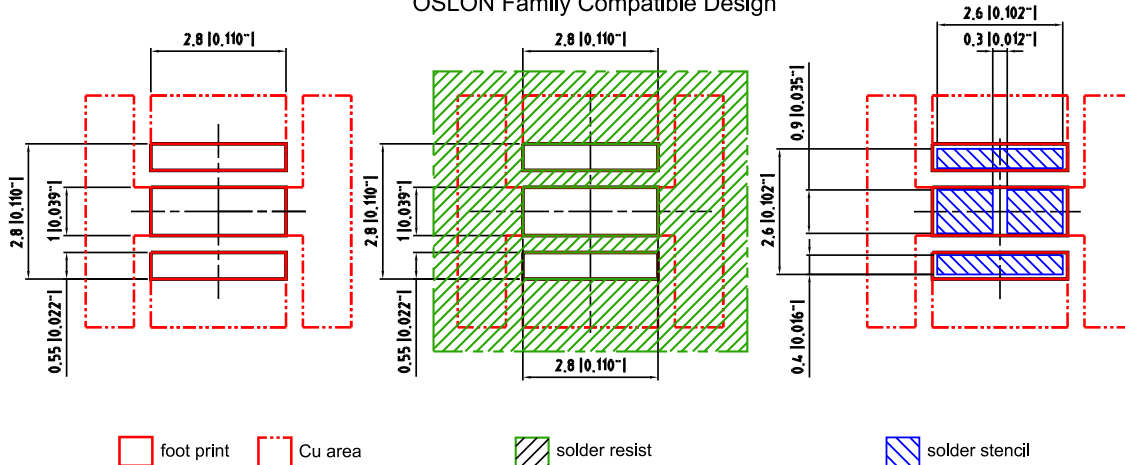 OSLON Family Compatible Design
2.8 |0.110"|
2.8 |0.110"|
1 |0.039"|
0.55 |0.022"|
2.8 |0.110"|
2.8 |0.110"|
1 |0.039"|
0.55 |0.022"|
2.8 |0.110"|
2.6 |0.102"|
0.3 |0.012"|
0.9 |0.035"|
2.6 |0.102"|
0.4 |0.016"|
foot print
Cu area
solder resist
solder stencil